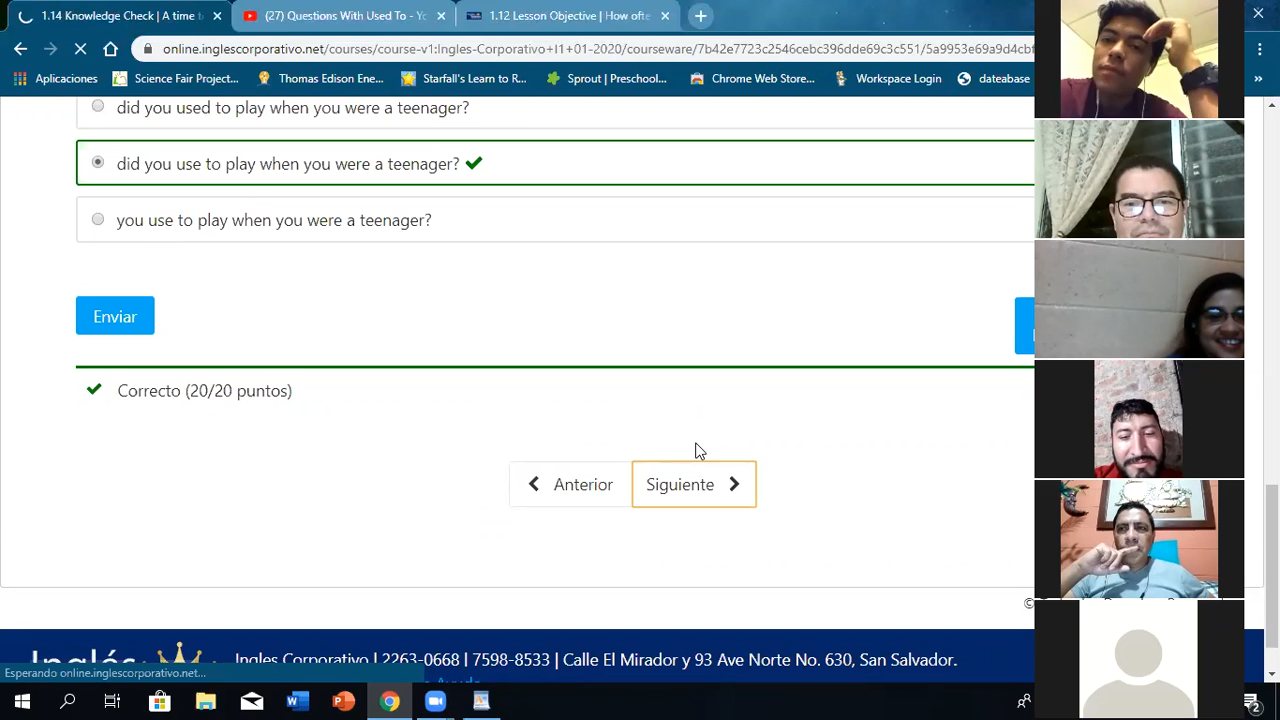 1.14 Knowledge Check | A time t
(27) Questions With Used To - Yo
1.12 Lesson Objective | How ofte
online.inglescorporativo.net/courses/course-v1:Ingles-Corporativo+I1+01-2020/courseware/7b42e7723c2546cebc396dde69c3c551/5a9953e69a9d4cbf
Aplicaciones
Science Fair Project...
Thomas Edison Ene...
Starfall's Learn to R...
Sprout | Preschool...
Chrome Web Store...
Workspace Login
dateabase
»
did you used to play when you were a teenager?
did you use to play when you were a teenager?
you use to play when you were a teenager?
Enviar
Correcto (20/20 puntos)
Anterior
Siguiente
©
Inglés
Ingles Corporativo | 2263-0668 | 7598-8533 | Calle El Mirador y 93 Ave Norte No. 630, San Salvador.
Ayuda
Esperando online.inglescorporativo.net...
2